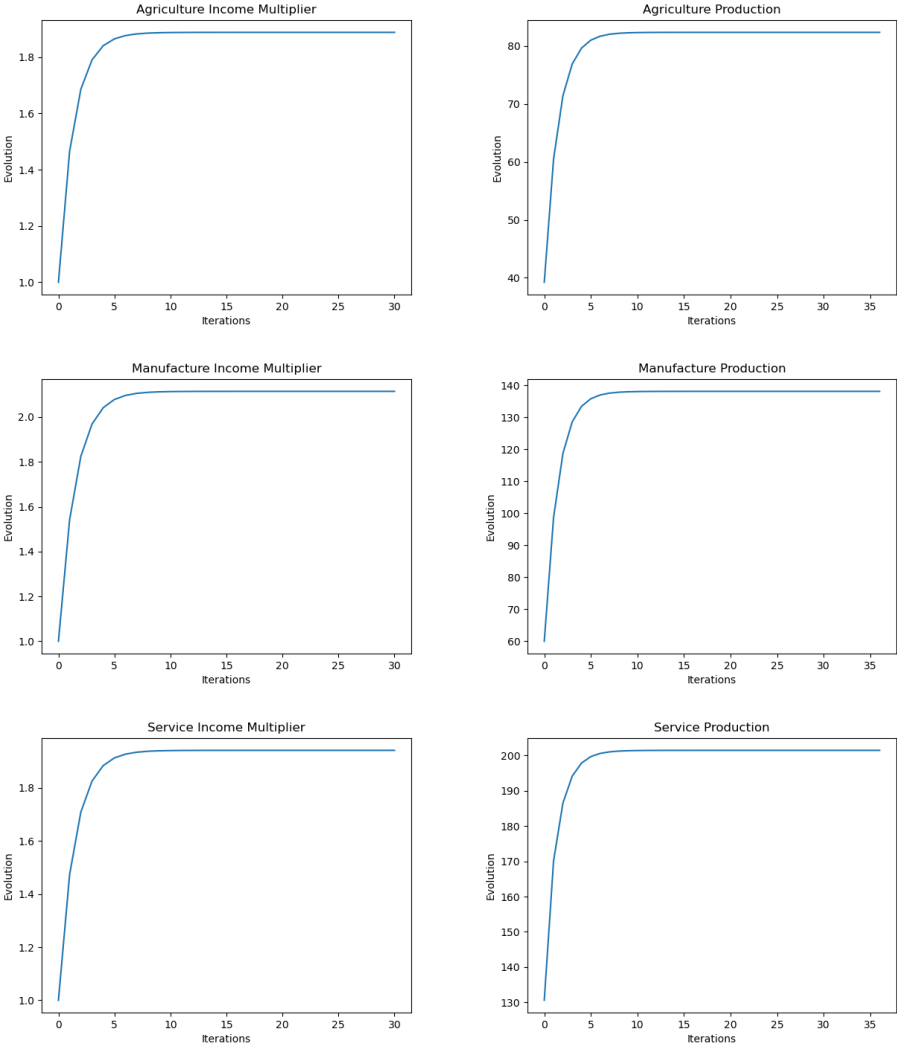 Agriculture Income Multiplier
Evolution
1.8
1.6
1.4
1.2
1.0
0 5 10 15 20 25 30
Iterations
Agriculture Production
Evolution
80
70
60
50
40
0 5 10 15 20 25 30 35
Iterations
Manufacture Income Multiplier
Evolution
2.0
1.8
1.6
1.4
1.2
1.0
0 5 10 15 20 25 30
Iterations
Manufacture Production
Evolution
140
130
120
110
100
90
80
70
60
0 5 10 15 20 25 30 35
Iterations
Service Income Multiplier
Evolution
1.8
1.6
1.4
1.2
1.0
0 5 10 15 20 25 30
Iterations
Service Production
Evolution
200
190
180
170
160
150
140
130
0 5 10 15 20 25 30 35
Iterations